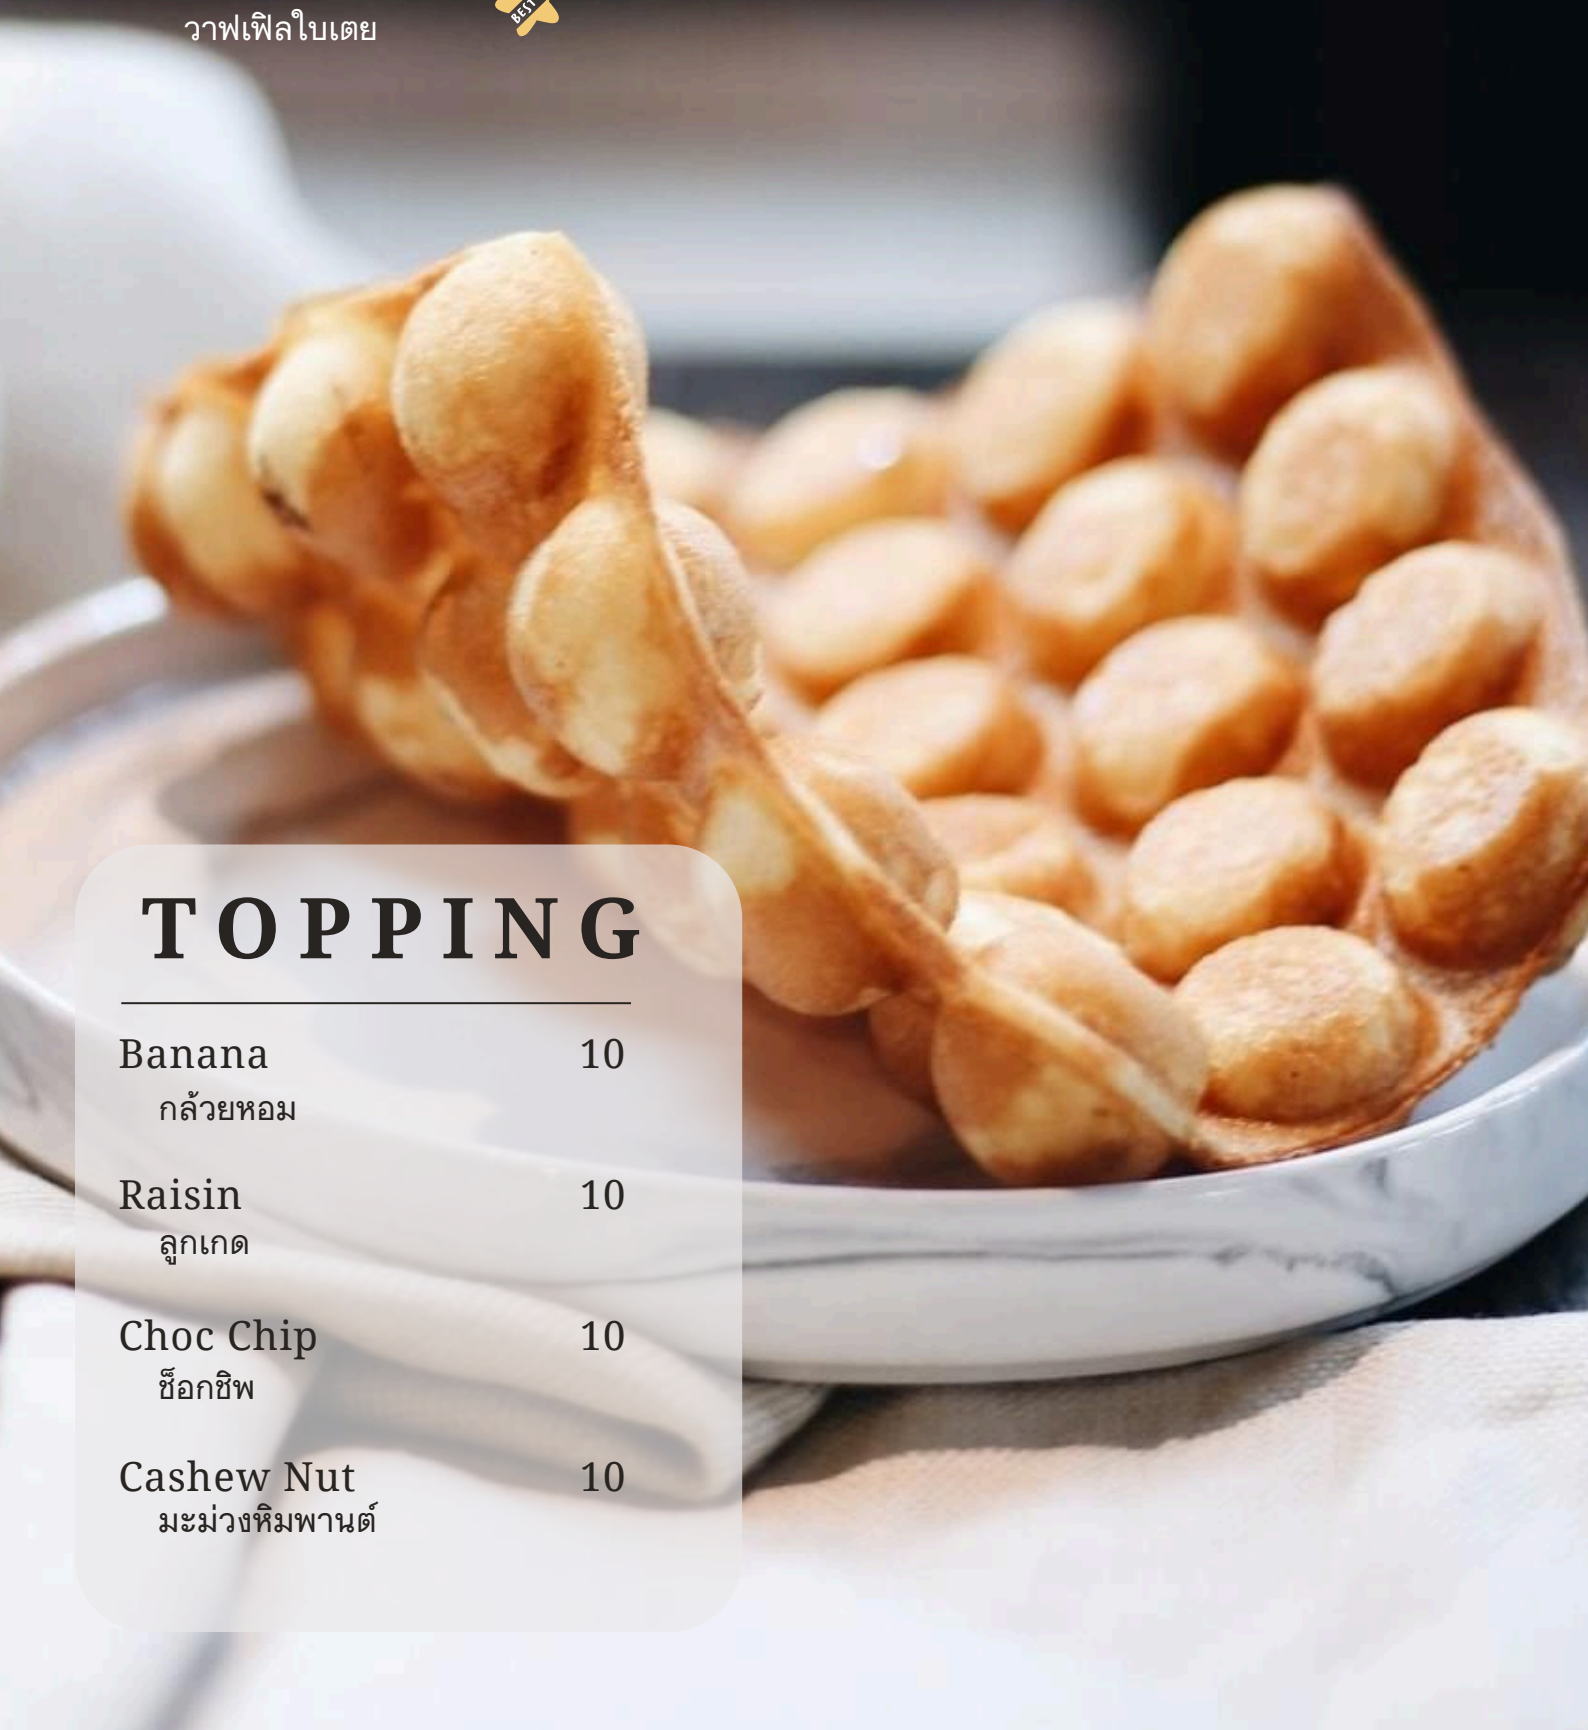 วาฟเฟิลใบเตย
BEST
TOPPING
Banana 10
กล้วยหอม
Raisin 10
ลูกเกด
Choc Chip 10
ช็อกชิพ
Cashew Nut 10
มะม่วงหิมพานต์